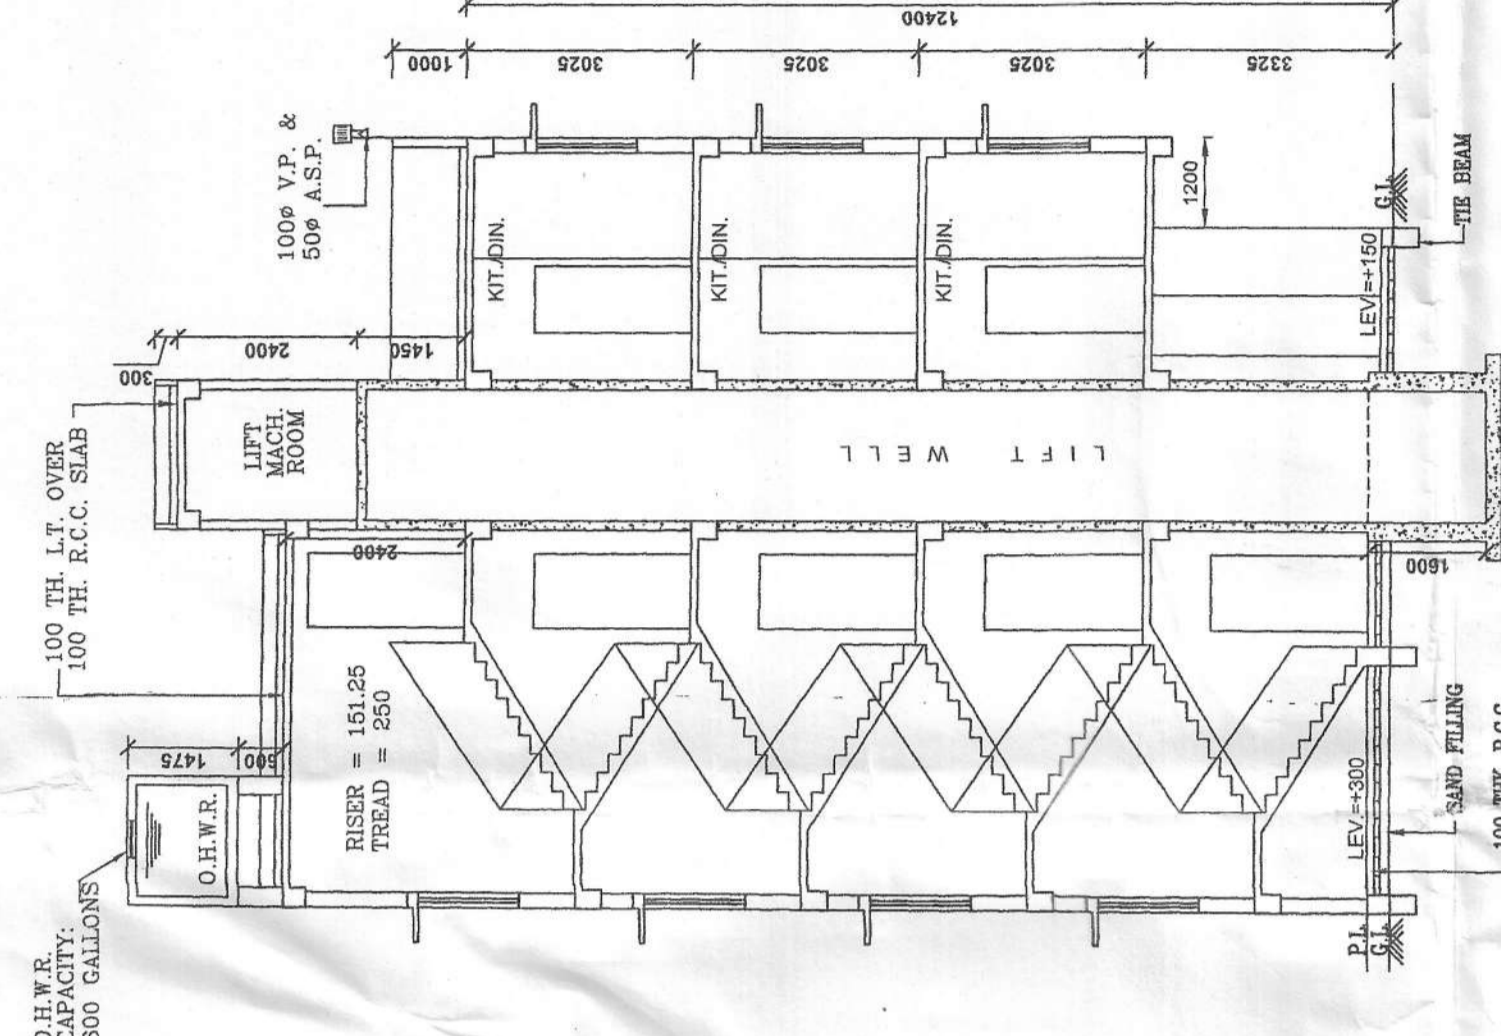 12400
1000
3025
3025
3025
3325
100ø V.P. &
50ø A.S.P.
1200
G.L
TIE BEAM
KIT./DIN.
KIT./DIN.
KIT./DIN.
LEV.=+150
300
2400
1450
100 TH. L.T. OVER
100 TH. R.C.C. SLAB
LIFT
MACH.
ROOM
LIFT WELL
2400
1600
RISER = 151.25
TREAD = 250
1475
600
O.H.W.R.
LEV.=+300
SAND FILLING
P.L
G.L
O.H.W.R.
CAPACITY:
GALLONS